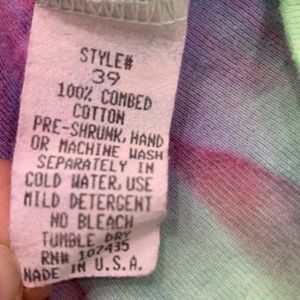 STYLE#
39
100% COMBED
COTTON
PRE-SHRUNK, HAND
OR MACHINE WASH
SEPARATELY IN
COLD WATER, USE
MILD DETERGENT
NO BLEACH
TUMBLE DRY
RN# 102435
MADE IN U.S.A.